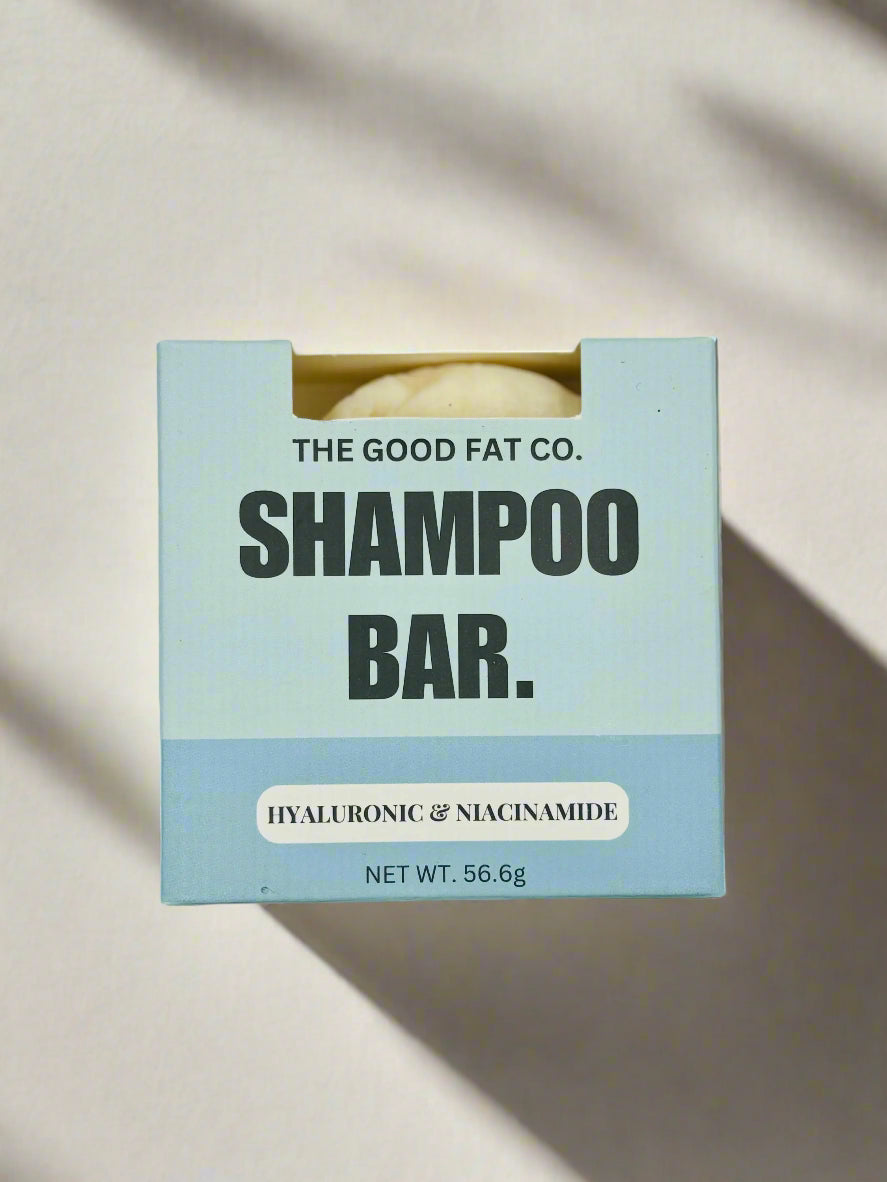 THE GOOD FAT CO.
SHAMPOO
BAR.
HYALURONIC & NIACINAMIDE
NET WT. 56.6g